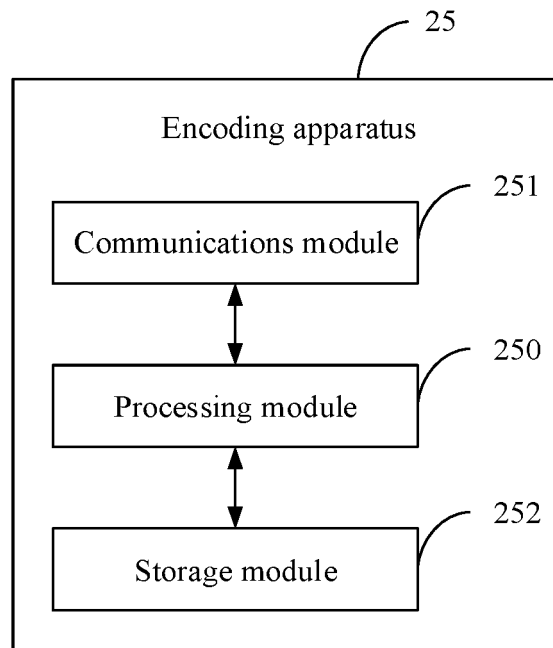 25
Encoding apparatus
251
Communications module
250
Processing module
252
Storage module